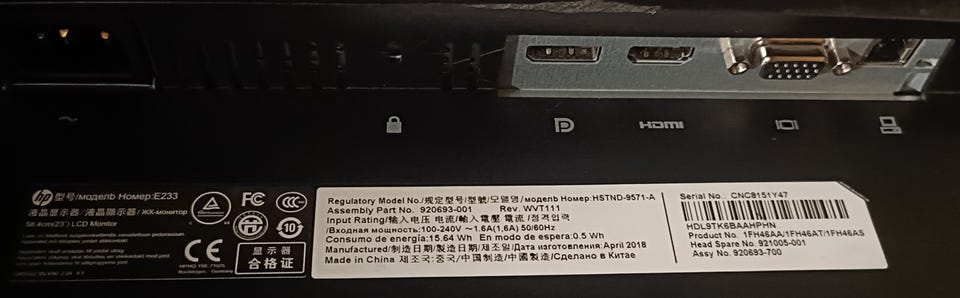 HDMI
hp 型号/модель Номер:E233
液晶显示器/液晶顯示器/ЖК-монитор
58.4cm(23") LCD Monitor
FC
CCC
10
CE
显示器
合格证
Regulatory Model No./规定型号/型號/모델명/модель Номер:HSTND-9571-A
Assembly Part No. 920693-001 Rev. WVT111
Input Rating/输入电压 电流/輸入電壓 電流/정격입력
/Входная мощность:100-240V ～1.6A(1,6A) 50/60Hz
Consumo de energía:15.64 Wh En modo de espera:0.5 Wh
Manufactured/制造日期/製造日期/제조일자/Дата изготовления:April 2018
Made in China 제조국:중국/中国制造/中國製造/Сделано в Китае
Serial No.: CNC8151Y47
HDL9TK6BAAHPHN
Product No. 1FH46AA/1FH46AT/1FH46AS
Head Spare No. 921005-001
Assy No. 920693-700